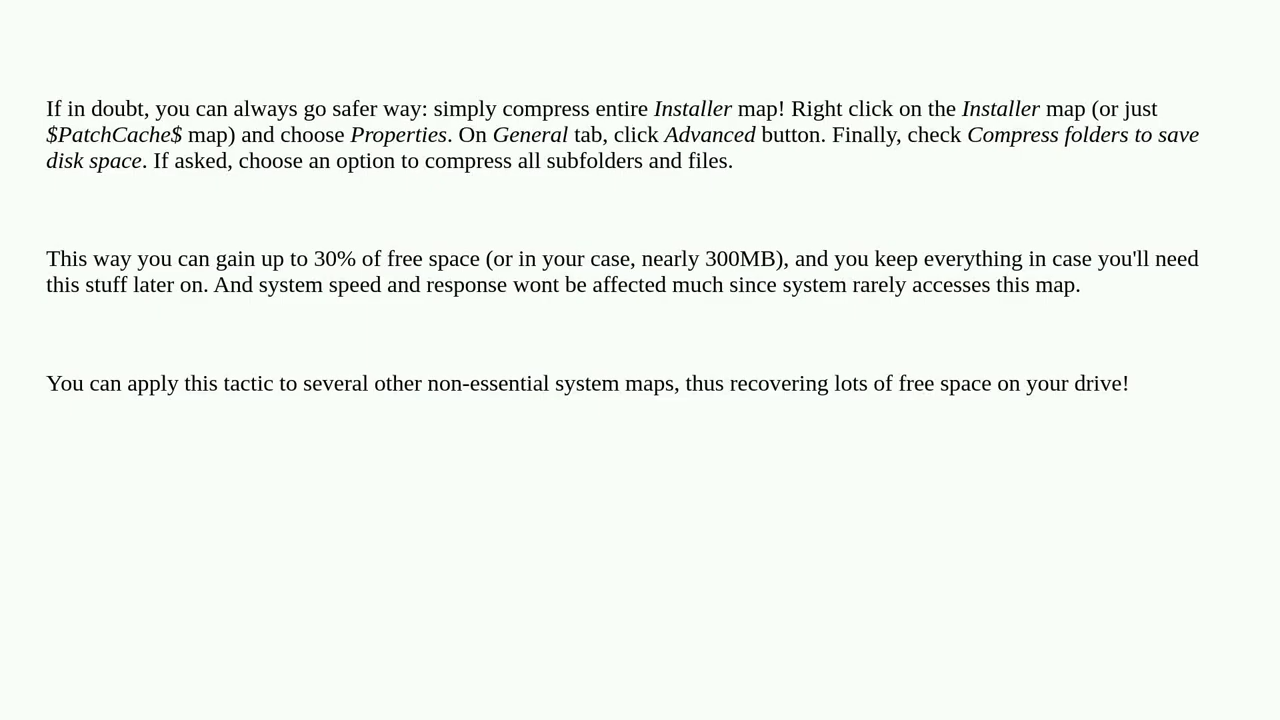 If in doubt, you can always go safer way: simply compress entire Installer map! Right click on the Installer map (or just
$PatchCache$ map) and choose Properties. On General tab, click Advanced button. Finally, check Compress folders to save
disk space. If asked, choose an option to compress all subfolders and files.
This way you can gain up to 30% of free space (or in your case, nearly 300MB), and you keep everything in case you'll need
this stuff later on. And system speed and response wont be affected much since system rarely accesses this map.
You can apply this tactic to several other non-essential system maps, thus recovering lots of free space on your drive!